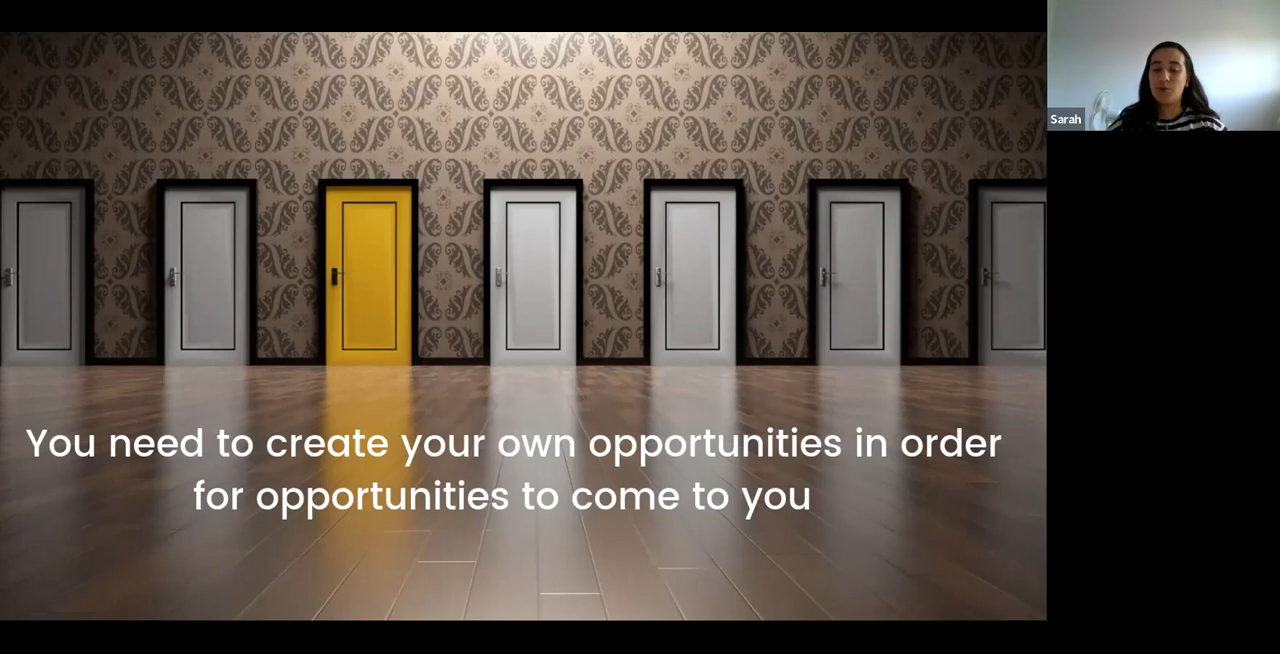 You need to create your own opportunities in order
for opportunities to come to you
Sarah